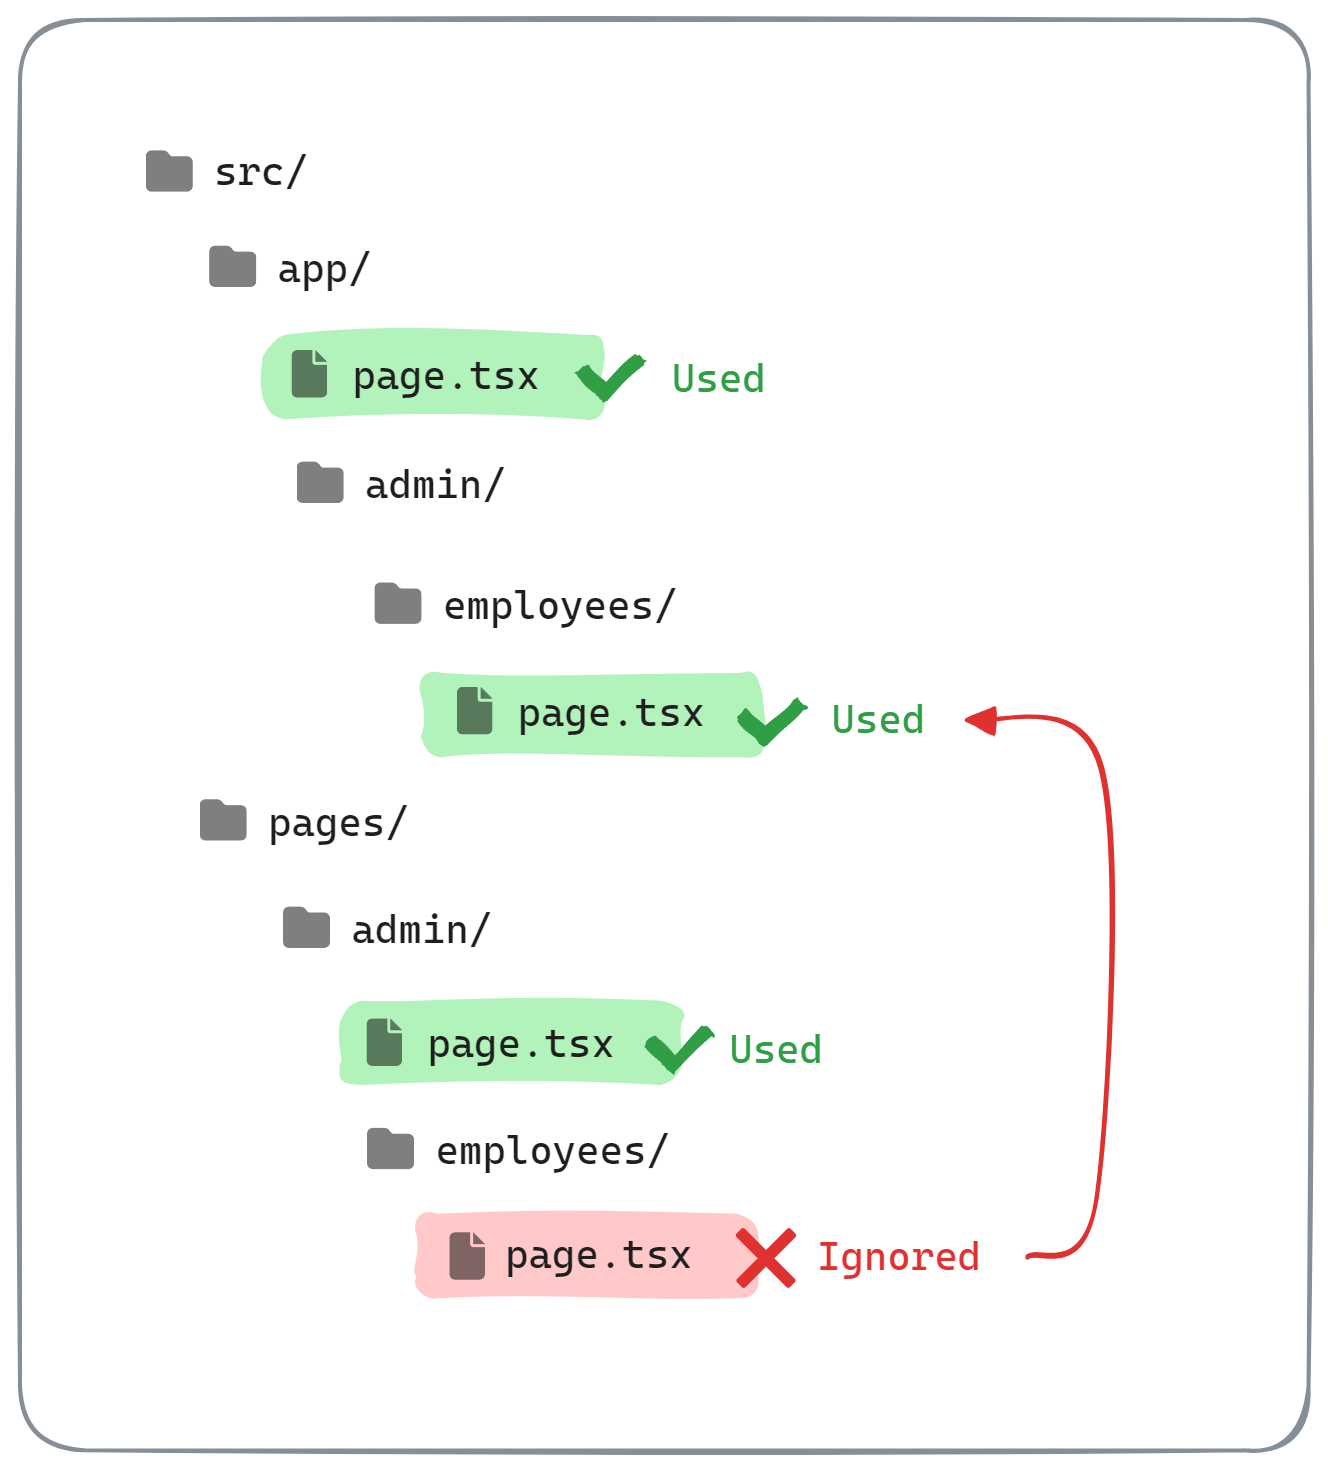 src/
app/
page.tsx Used
admin/
employees/
page.tsx Used
pages/
admin/
page.tsx Used
employees/
page.tsx Ignored